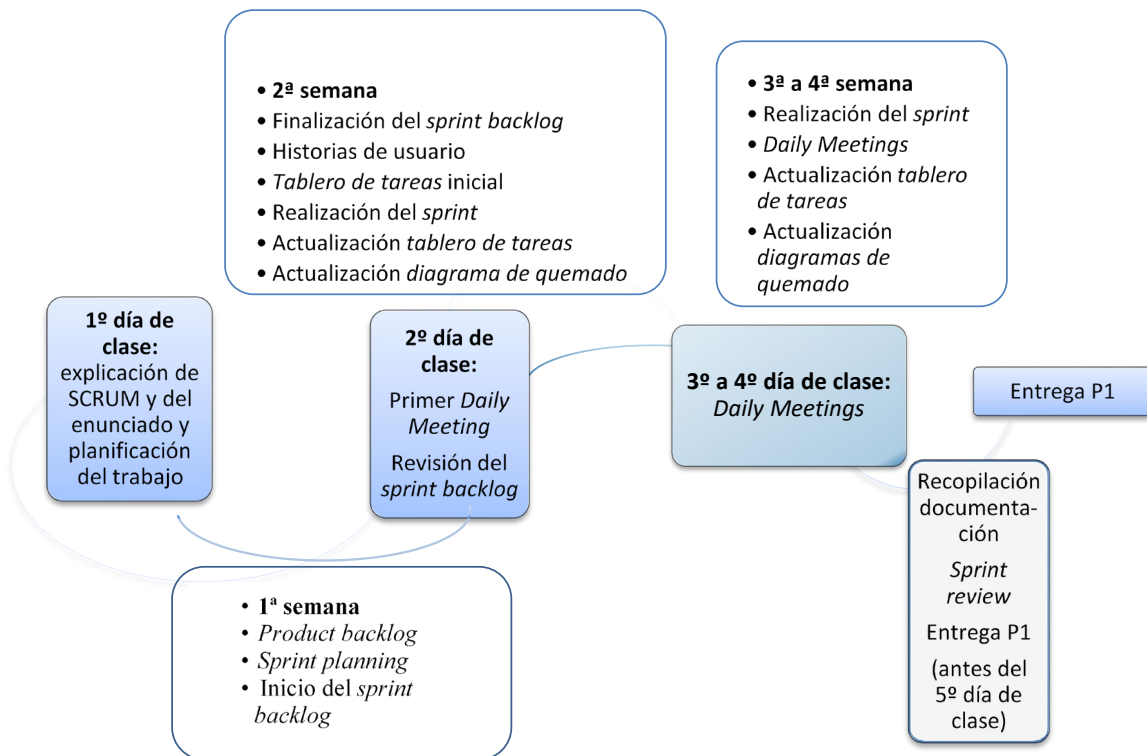 • 2ª semana
• Finalización del sprint backlog
• Historias de usuario
• Tablero de tareas inicial
• Realización del sprint
• Actualización tablero de tareas
• Actualización diagrama de quemado
• 3ª a 4ª semana
• Realización del sprint
• Daily Meetings
• Actualización tablero
de tareas
• Actualización
diagramas de
quemado
1º día de
clase:
explicación de
SCRUM y del
enunciado y
planificación
del trabajo
2º día de
clase:
Primer Daily
Meeting
Revisión del
sprint backlog
3º a 4º día de clase:
Daily Meetings
Entrega P1
Recopilación
documenta-
ción
Sprint
review
Entrega P1
(antes del
5º día de
clase)
• 1ª semana
• Product backlog
• Sprint planning
• Inicio del sprint
backlog